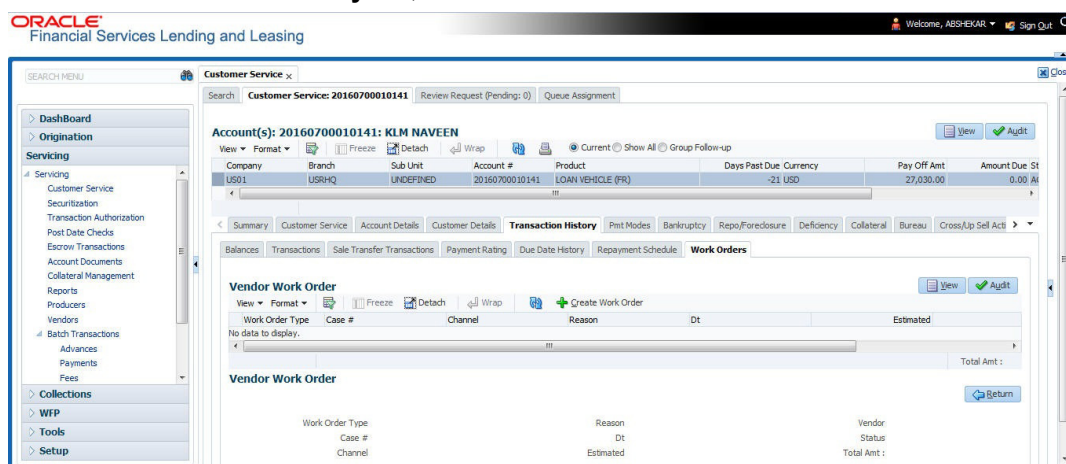 ORACLE
Financial Services Lending and Leasing
Welcome, ABSHEKAR Sign Out
SEARCH MENU
DashBoard
Origination
Servicing
Servicing
Customer Service
Securitization
Transaction Authorization
Post Date Checks
Escrow Transactions
Account Documents
Collateral Management
Reports
Producers
Vendors
Batch Transactions
Advances
Payments
Fees
Collections
WFP
Tools
Setup
Customer Service x
Clos
Search Customer Service: 20160700010141 Review Request (Pending: 0) Queue Assignment
Account(s): 20160700010141: KLM NAVEEN
View Audit
View Format Freeze Detach Wrap Current Show All Group Follow-up
Company Branch Sub Unit Account # Product Days Past Due Currency Pay Off Amt Amount Due St
US01 USRHQ UNDEFINED 20160700010141 LOAN VEHICLE (FR) -21 USD 27,030.00 0.00
Summary Customer Service Account Details Customer Details Transaction History Pmt Modes Bankruptcy Repo/Foreclosure Deficiency Collateral Bureau Cross/Up Sell Acti
Balances Transactions Sale Transfer Transactions Payment Rating Due Date History Repayment Schedule Work Orders
Vendor Work Order
View Audit
View Format Freeze Detach Wrap Create Work Order
Work Order Type Case # Channel Reason Dt Estimated
No data to display.
Total Amt :
Vendor Work Order
Return
Work Order Type Reason Vendor
Case # Dt Status
Channel Estimated Total Amt :